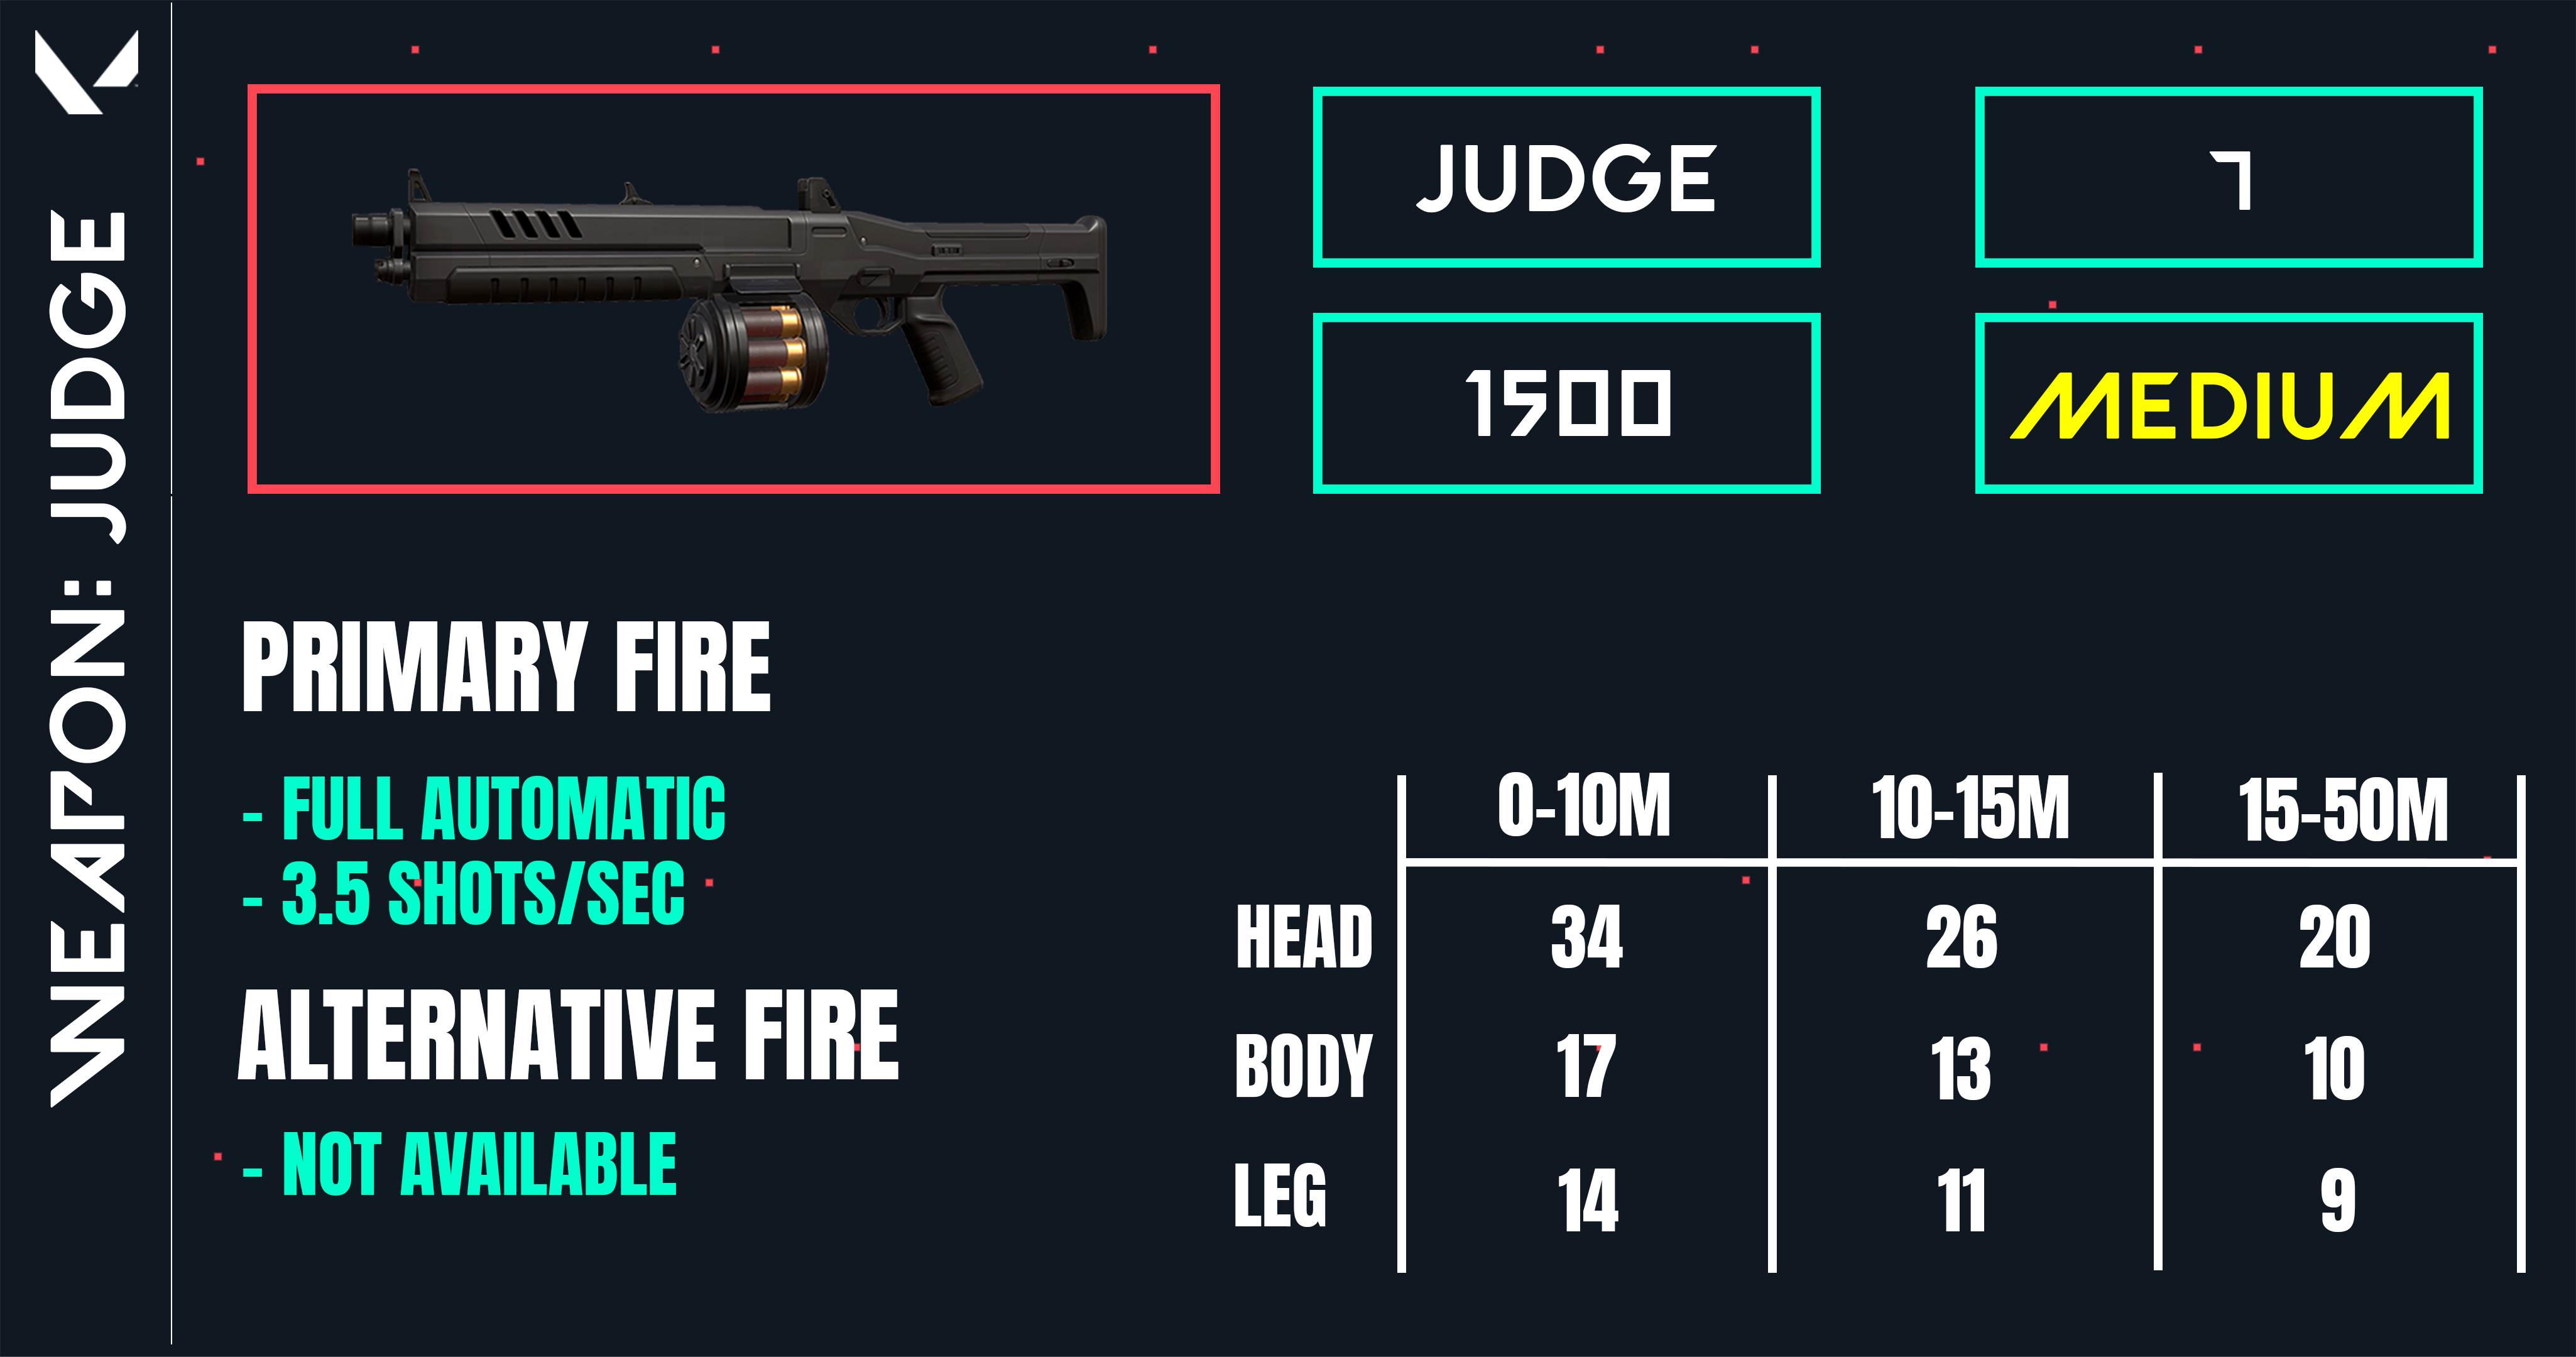 WEAPON: JUDGE
JUDGE
7
1500
MEDIUM
PRIMARY FIRE
- FULL AUTOMATIC
- 3.5 SHOTS/SEC
ALTERNATIVE FIRE
- NOT AVAILABLE
0-10M 10-15M 15-50M
HEAD 34 26 20
BODY 17 13 10
LEG 14 11 9